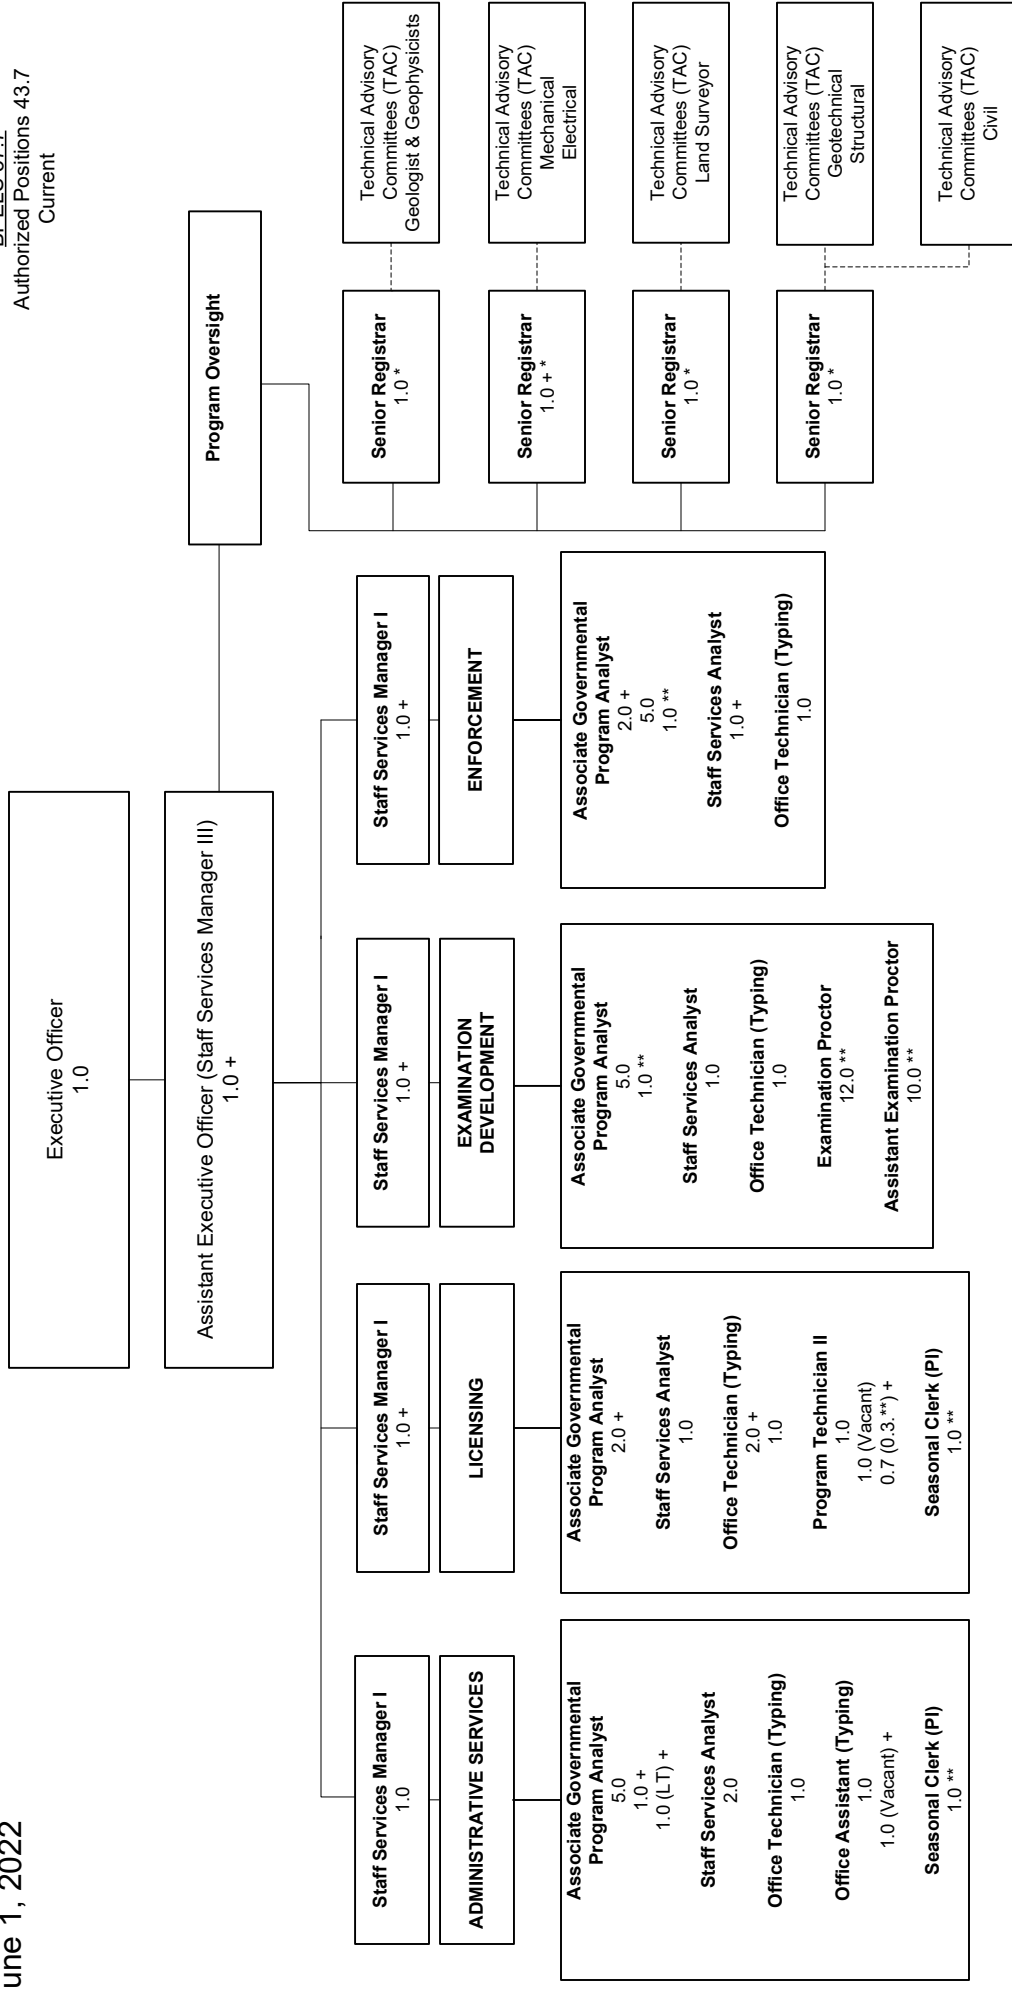 une 1, 2022
Authorized Positions 43.7
Current
Executive Officer
1.0
Assistant Executive Officer (Staff Services Manager III)
1.0 +
Program Oversight
Staff Services Manager I
1.0
ADMINISTRATIVE SERVICES
Associate Governmental
Program Analyst
5.0
1.0 +
1.0 (LT) +
Staff Services Analyst
2.0
Office Technician (Typing)
1.0
Office Assistant (Typing)
1.0
1.0 (Vacant) +
Seasonal Clerk (PI)
1.0 **
Staff Services Manager I
1.0 +
LICENSING
Associate Governmental
Program Analyst
2.0 +
Staff Services Analyst
1.0
Office Technician (Typing)
2.0 +
1.0
Program Technician II
1.0
1.0 (Vacant)
0.7 (0.3.**) +
Seasonal Clerk (PI)
1.0 **
Staff Services Manager I
1.0 +
EXAMINATION
DEVELOPMENT
Associate Governmental
Program Analyst
5.0
1.0 **
Staff Services Analyst
1.0
Office Technician (Typing)
1.0
Examination Proctor
12.0 **
Assistant Examination Proctor
10.0 **
Staff Services Manager I
1.0 +
ENFORCEMENT
Associate Governmental
Program Analyst
2.0 +
5.0
1.0 **
Staff Services Analyst
1.0 +
Office Technician (Typing)
1.0
Senior Registrar
1.0 *
Technical Advisory
Committees (TAC)
Geologist & Geophysicists
Senior Registrar
1.0 + *
Technical Advisory
Committees (TAC)
Mechanical
Electrical
Senior Registrar
1.0 *
Technical Advisory
Committees (TAC)
Land Surveyor
Senior Registrar
1.0 *
Technical Advisory
Committees (TAC)
Geotechnical
Structural
Technical Advisory
Committees (TAC)
Civil